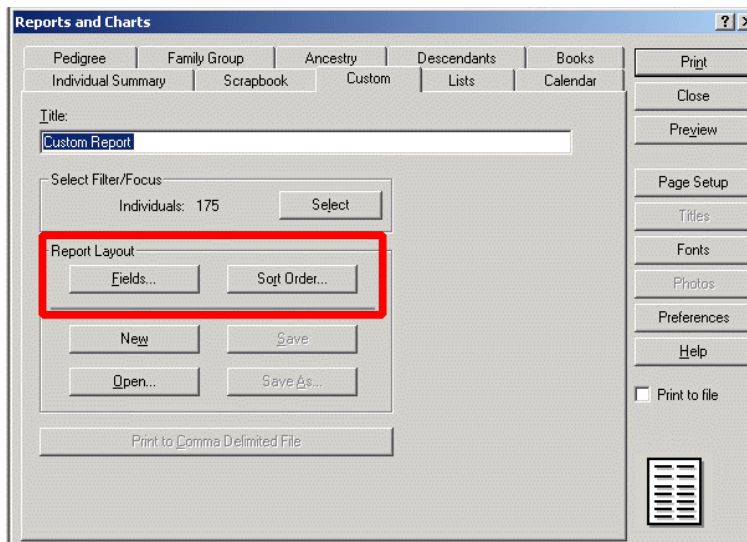 Reports and Charts
Pedigree Family Group Ancestry Descendants Books
Individual Summary Scrapbook Custom Lists Calendar
Title:
Custom Report
Select Filter/Focus
Individuals: 175 Select
Report Layout
Fields... Sort Order...
New Save
Open... Save As...
Print to Comma Delimited File
Print
Close
Preview
Page Setup
Titles
Fonts
Photos
Preferences
Help
Print to file